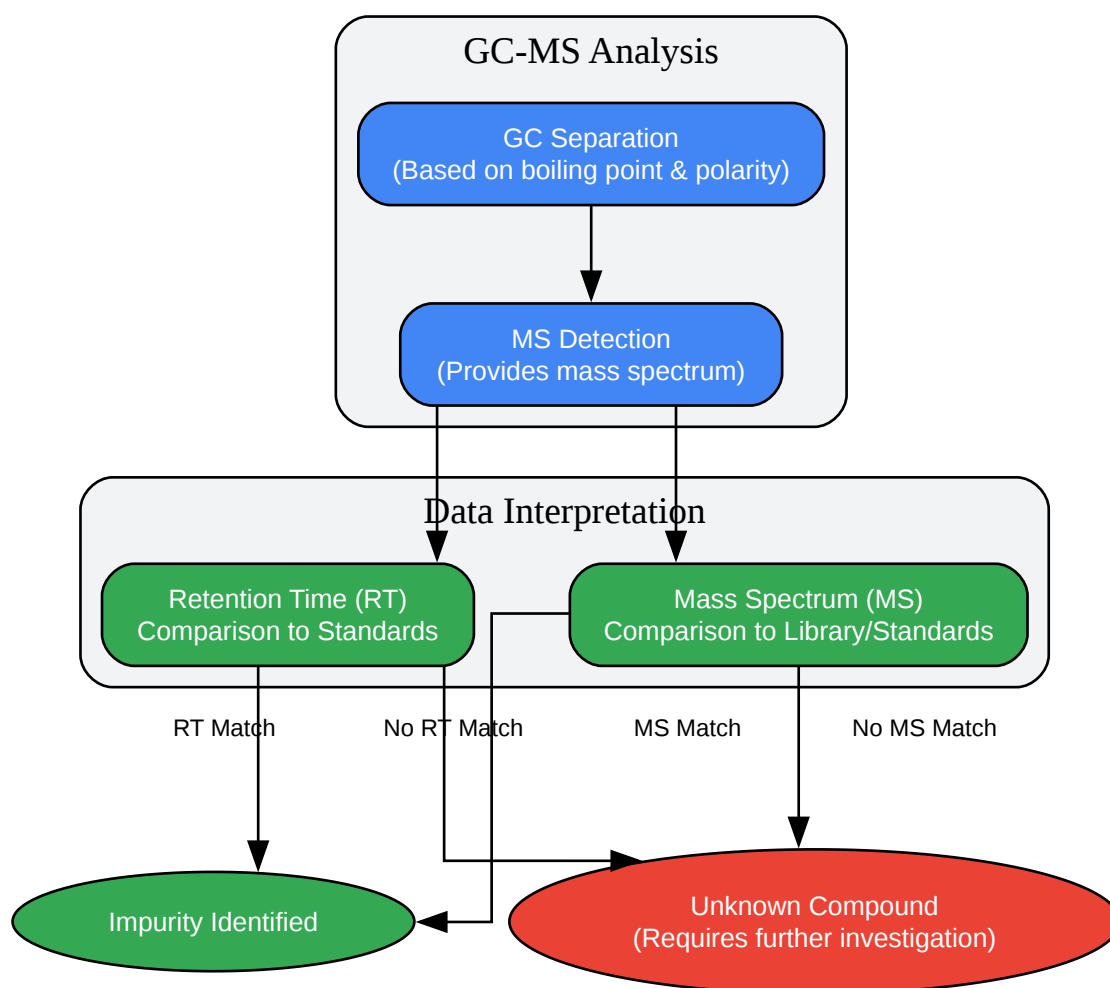 GC-MS Analysis
GC Separation
(Based on boiling point & polarity)
MS Detection
(Provides mass spectrum)
Data Interpretation
Retention Time (RT)
Comparison to Standards
Mass Spectrum (MS)
Comparison to Library/Standards
RT Match
No RT Match
MS Match
No MS Match
Impurity Identified
Unknown Compound
(Requires further investigation)